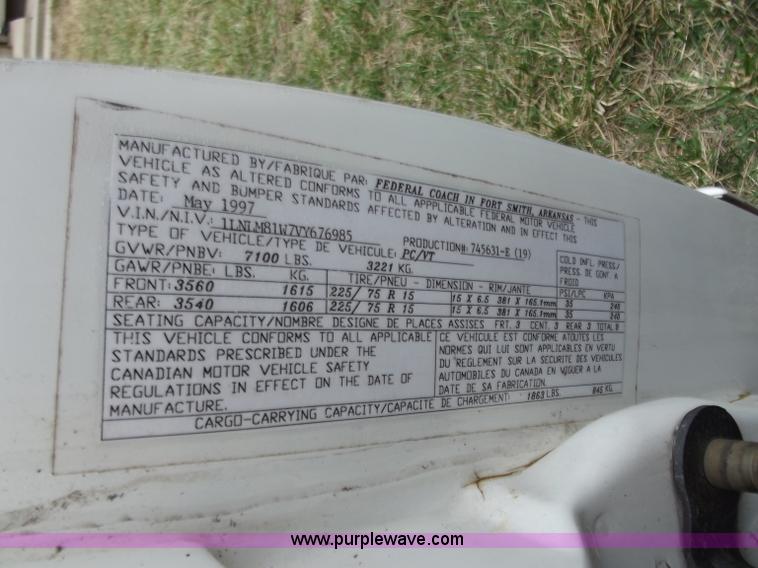 MANUFACTURED BY/FABRIQUE PAR: FEDERAL COACH IN FORT SMITH, ARKANSAS - THIS
VEHICLE AS ALTERED CONFORMS TO ALL APPPLICABLE FEDERAL MOTOR VEHICLE
SAFETY AND BUMPER STANDARDS AFFECTED BY ALTERATION AND IN EFFECT THIS
DATE: May 1997
V.I.N./N.I.V.: 1LNLM81W7VY676985 PRODUCTION#: 745631-E (19)
TYPE OF VEHICLE/TYPE DE VEHICULE: PC/VT
GVWR/PNBV: 7100 LBS. 3221 KG.
COLD INFL. PRESS/
PRESS. DE GONF. A
FROID
GAWR/PNBE: LBS. KG. TIRE/PNEU - DIMENSION - RIM/JANTE PSI/LPC KPA
FRONT: 3560 1615 225/ 75 R 15 15 X 6.5 381 X 165.1mm 35 240
REAR: 3540 1606 225/ 75 R 15 15 X 6.5 381 X 165.1mm 35 240
SEATING CAPACITY/NOMBRE DESIGNE DE PLACES ASSISES FRT. 3 CENT. 3 REAR 3 TOTAL 9
THIS VEHICLE CONFORMS TO ALL APPLICABLE
STANDARDS PRESCRIBED UNDER THE
CANADIAN MOTOR VEHICLE SAFETY
REGULATIONS IN EFFECT ON THE DATE OF
MANUFACTURE.
CE VEHICULE EST CONFORME ATOUTES LES
NORMES QUI LUI SONT APPLICABLES EN VERTU
DU REGLEMENT SUR LA SECURITE DES VEHICULES
AUTOMOBILES DU CANADA EN VIGUER A LA
DATE DE SA FABRICATION.
CARGO-CARRYING CAPACITY/CAPACITE DE CHARGEMENT: 1863 LBS. 845 KG.
www.purplewave.com